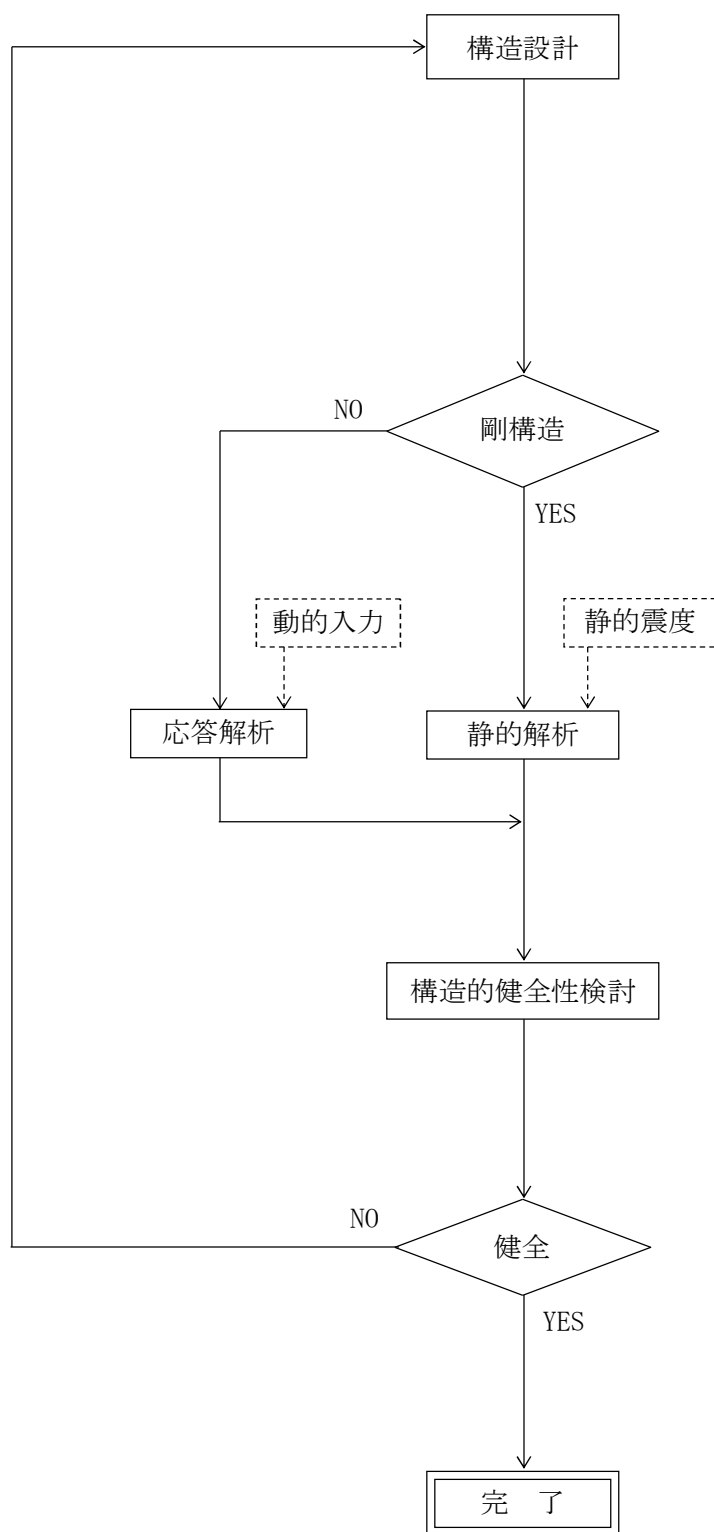 構造設計
剛構造
NO
YES
動的入力
静的震度
応答解析
静的解析
構造的健全性検討
健全
NO
YES
完　了